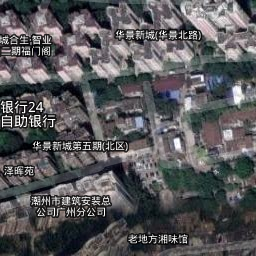 城合生·智业
二期福门阁
华景新城(华景北路)
银行24
自助银行
华景新城第五期(北区)
泽晖苑
潮州市建筑安装总
公司广州分公司
老地方湘味馆